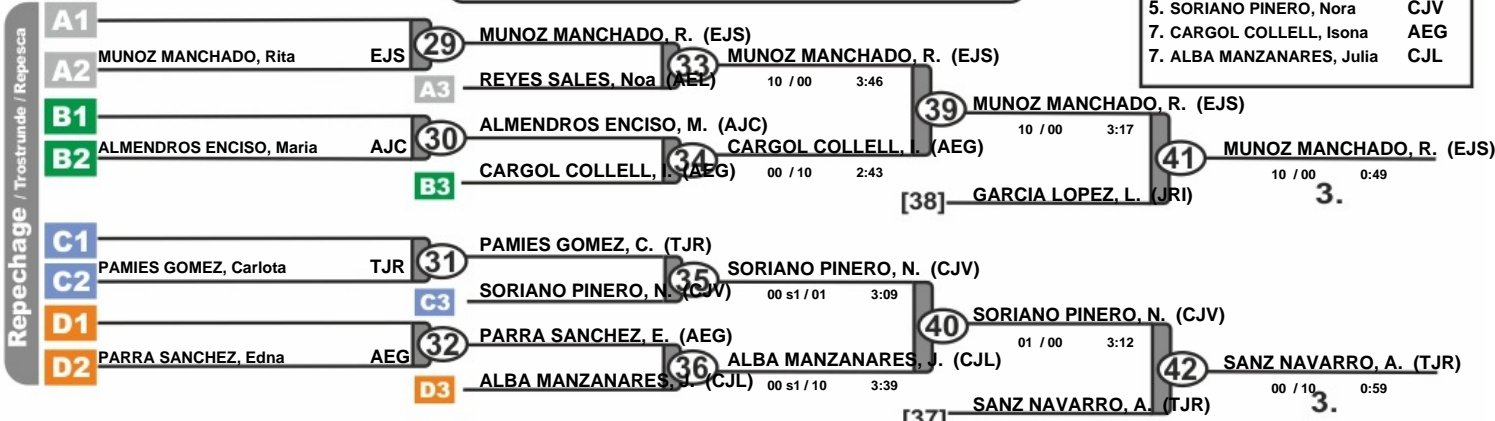 5. SORIANO PINERO, Nora CJV
7. CARGOL COLLELL, Isona AEG
7. ALBA MANZANARES, Julia CJL
Repechage / Trostrunde / Repesca
A1
29
MUNOZ MANCHADO, R. (EJS)
MUNOZ MANCHADO, Rita EJS
A2
33
MUNOZ MANCHADO, R. (EJS)
10 / 00 3:46
A3
REYES SALES, Noa (AEL)
39
MUNOZ MANCHADO, R. (EJS)
10 / 00 3:17
B1
30
ALMENDROS ENCISO, M. (AJC)
B2
ALMENDROS ENCISO, Maria AJC
34
CARGOL COLLELL, I. (AEG)
00 / 10 2:43
B3
CARGOL COLLELL, I. (AEG)
41
MUNOZ MANCHADO, R. (EJS)
10 / 00 0:49
3.
[38]
GARCIA LOPEZ, L. (JRI)
C1
31
PAMIES GOMEZ, C. (TJR)
C2
PAMIES GOMEZ, Carlota TJR
35
SORIANO PINERO, N. (CJV)
00 s1 / 01 3:09
C3
SORIANO PINERO, N. (CJV)
40
SORIANO PINERO, N. (CJV)
01 / 00 3:12
D1
32
PARRA SANCHEZ, E. (AEG)
D2
PARRA SANCHEZ, Edna AEG
36
ALBA MANZANARES, J. (CJL)
00 s1 / 10 3:39
D3
ALBA MANZANARES, J. (CJL)
42
SANZ NAVARRO, A. (TJR)
00 / 10 0:59
3.
[37]
SANZ NAVARRO, A. (TJR)